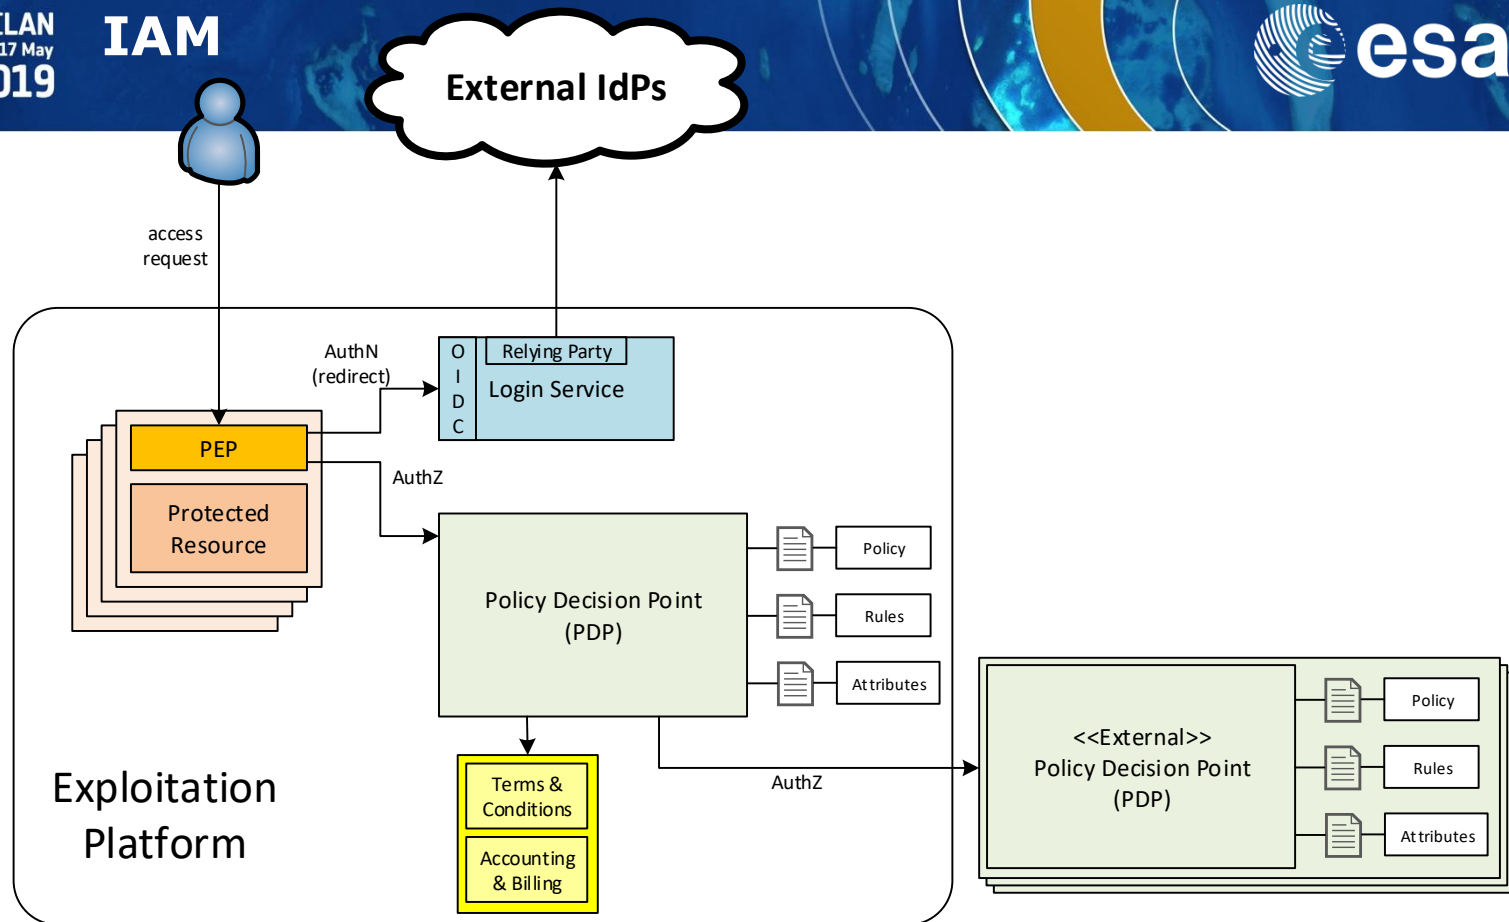 17 May
IAM
esa
External IdPs
access
request
AuthN
(redirect)
O
I
D
C
Relying Party
Login Service
PEP
Protected
Resource
AuthZ
Policy Decision Point
(PDP)
Policy
Rules
Attributes
<<External>>
Policy Decision Point
(PDP)
Policy
Rules
Attributes
AuthZ
Terms &
Conditions
Accounting
& Billing
Exploitation
Platform